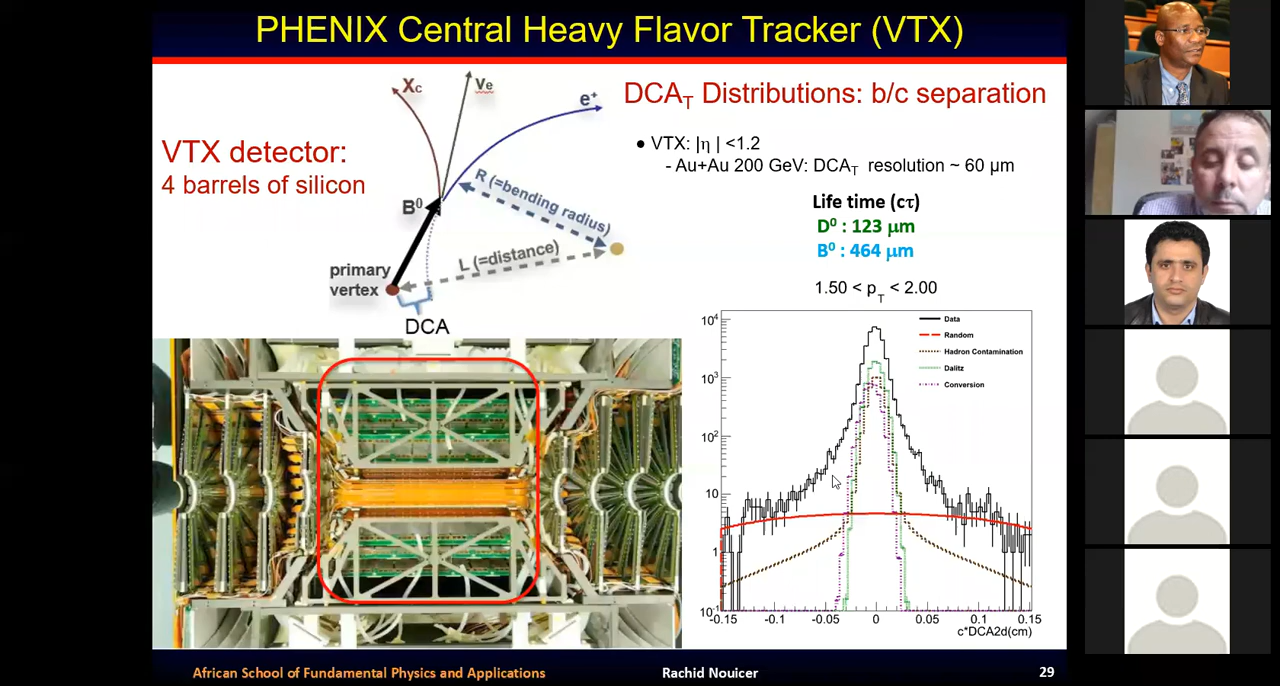 PHENIX Central Heavy Flavor Tracker (VTX)
VTX detector:
4 barrels of silicon
Xc
νe
e+
B0
R (=bending radius)
L (=distance)
primary
vertex
DCA
DCAT Distributions: b/c separation
● VTX: |η | <1.2
- Au+Au 200 GeV: DCAT resolution ~ 60 µm
Life time (cτ)
D0 : 123 µm
B0 : 464 µm
1.50 < pT < 2.00
Data
Random
Hadron Contamination
Dalitz
Conversion
10^4
10^3
10^2
10
1
10^-1
-0.15 -0.1 -0.05 0 0.05 0.1 0.15
c*DCA2d(cm)
African School of Fundamental Physics and Applications
Rachid Nouicer
29